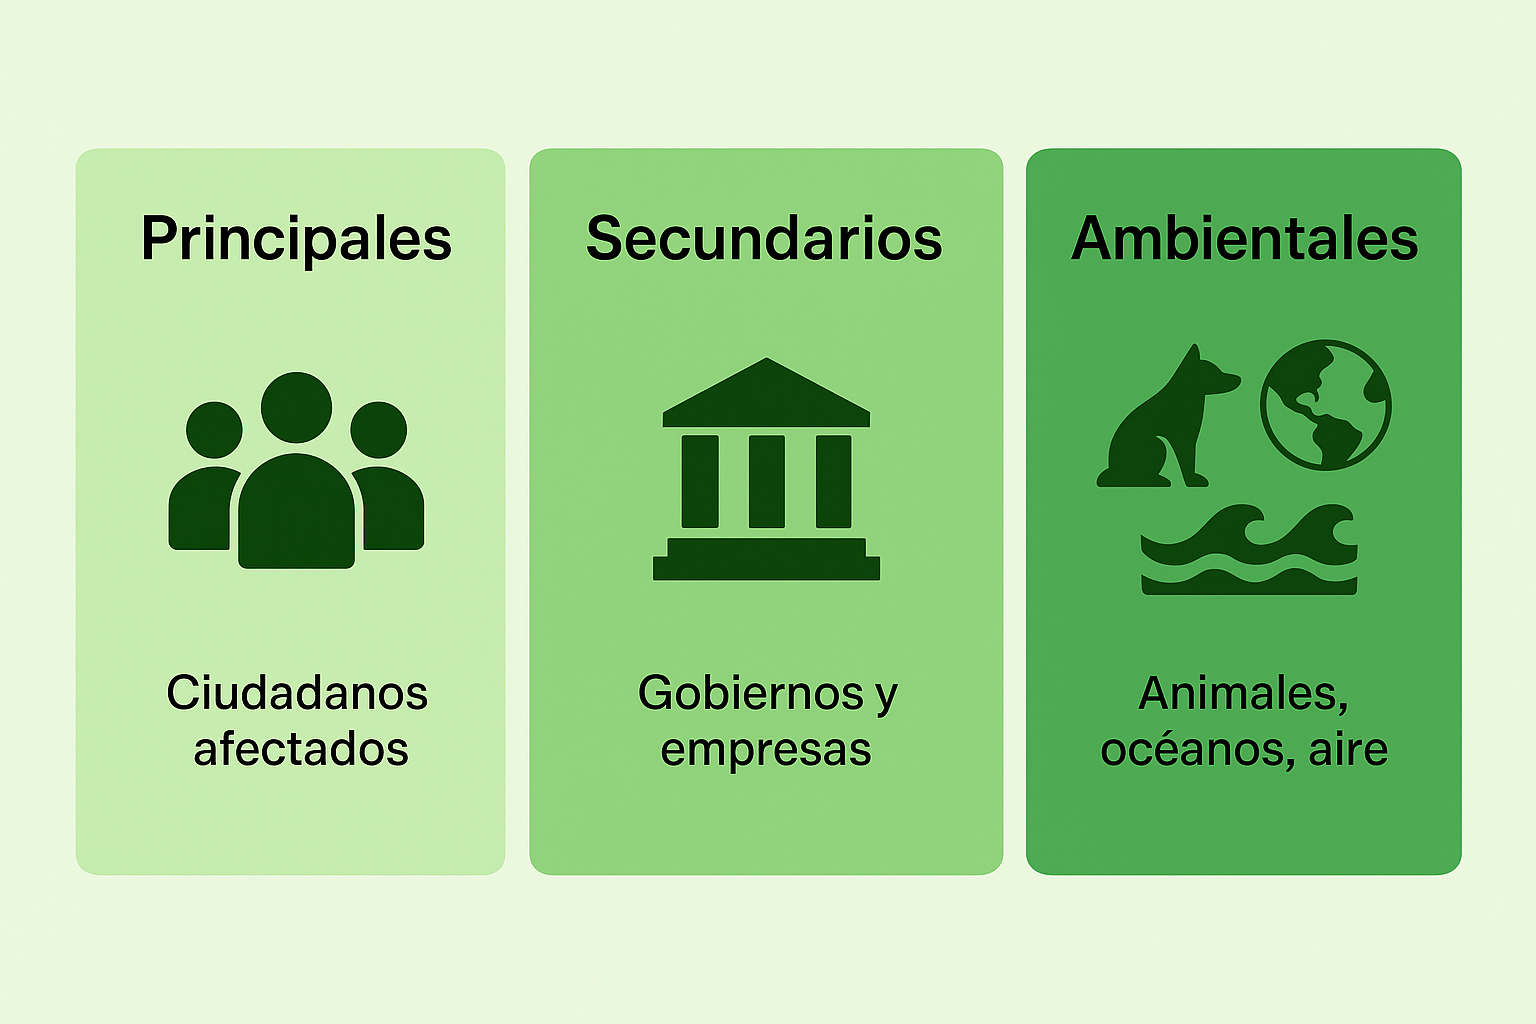 Principales
Ciudadanos
afectados
Secundarios
Gobiernos y
empresas
Ambientales
Animales,
océanos, aire